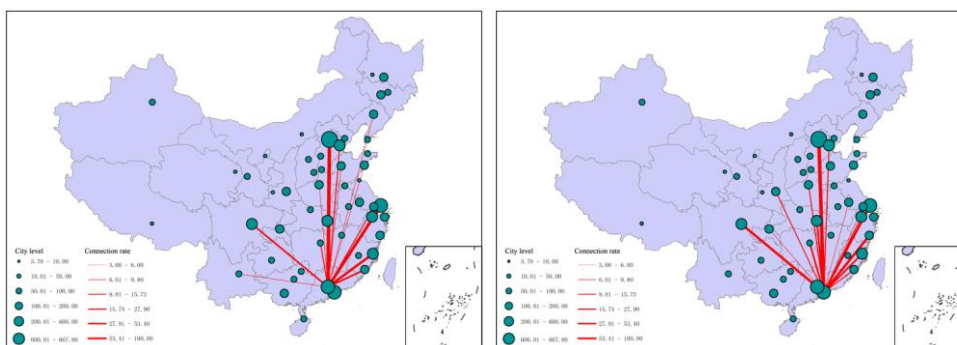 City level Connection rate
5.78 - 10.00 3.00 - 6.00
10.01 - 50.00 6.01 - 9.80
50.01 - 100.00 9.81 - 15.73
100.01 - 200.00 15.74 - 27.90
200.01 - 600.00 27.91 - 53.40
600.01 - 667.80 53.41 - 100.00
City level Connection rate
5.78 - 10.00 3.00 - 6.00
10.01 - 50.00 6.01 - 9.80
50.01 - 100.00 9.81 - 15.73
100.01 - 200.00 15.74 - 27.90
200.01 - 600.00 27.91 - 53.40
600.01 - 667.80 53.41 - 100.00